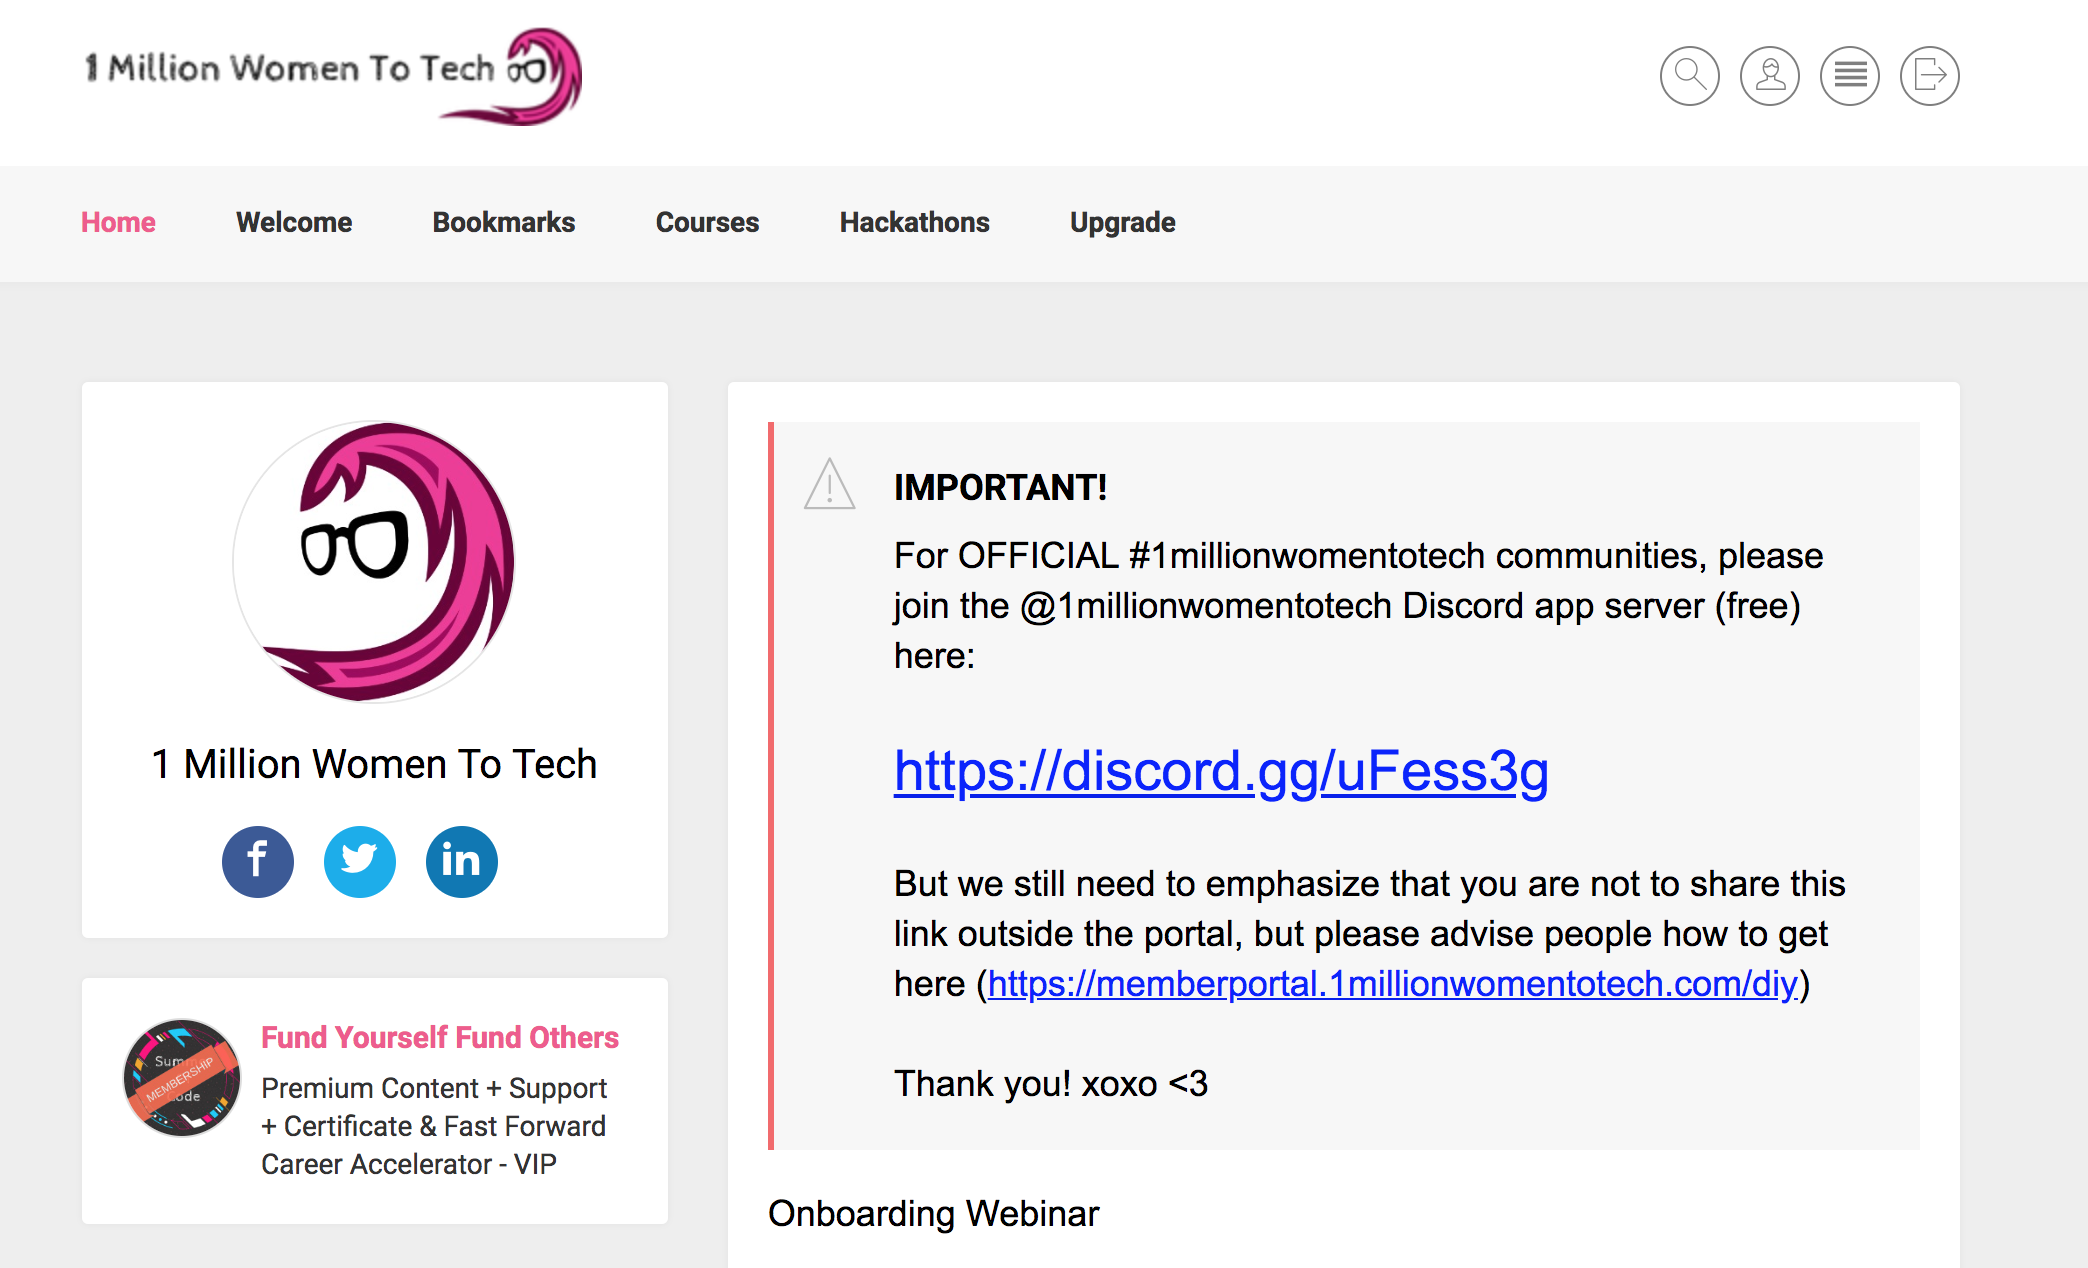 1 Million Women To Tech
Home
Welcome
Bookmarks
Courses
Hackathons
Upgrade
1 Million Women To Tech
f
in
Fund Yourself Fund Others
Premium Content + Support
+ Certificate & Fast Forward
Career Accelerator - VIP
MEMBERSHIP
IMPORTANT!
For OFFICIAL #1millionwomentotech communities, please
join the @1millionwomentotech Discord app server (free)
here:
https://discord.gg/uFess3g
But we still need to emphasize that you are not to share this
link outside the portal, but please advise people how to get
here (https://memberportal.1millionwomentotech.com/diy)
Thank you! xoxo <3
Onboarding Webinar